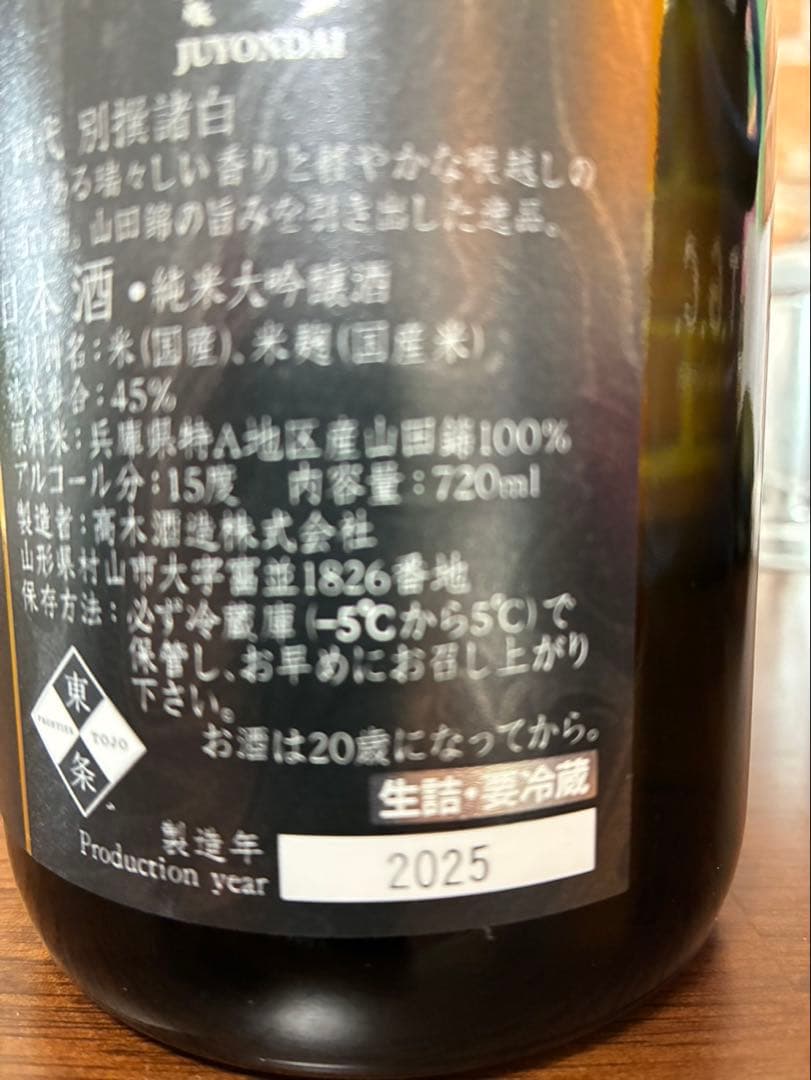 JUYONDAI
代 別撰諸白
る瑞々しい香りと軽やかな喉越しの
山田錦の旨みを引き出した逸品。
日本酒・純米大吟醸酒
名:米(国産)、米麹(国産米)
合:45%
米:兵庫県特A地区産山田錦100%
アルコール分:15度 内容量:720ml
製造者:高木酒造株式会社
山形県村山市大字富並1826番地
保存方法:必ず冷蔵庫(−5℃から5℃)で
保管し、お早めにお召し上がり
下さい。
東
FRONTIER TOJO
条
お酒は20歳になってから。
生詰・要冷蔵
製造年
Production year 2025